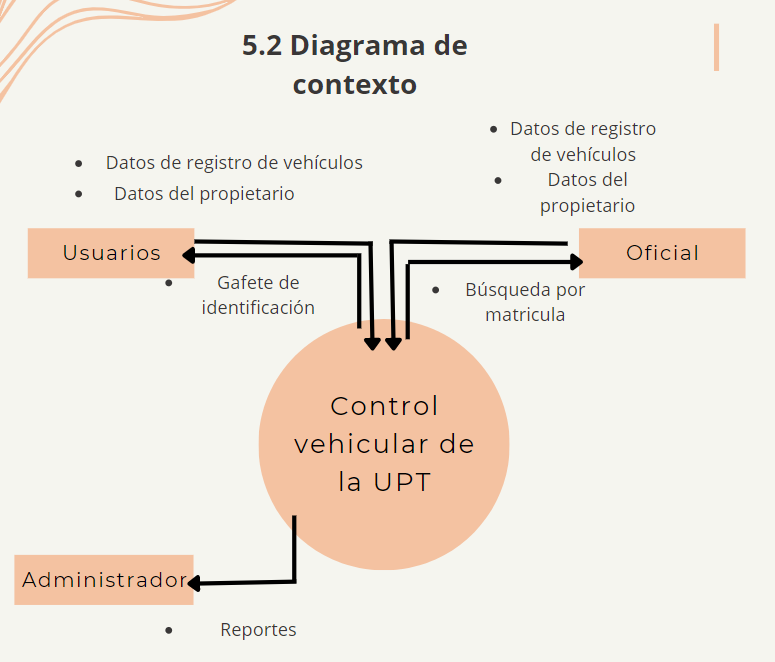 5.2 Diagrama de
contexto
• Datos de registro de vehículos
• Datos del propietario
• Datos de registro
de vehículos
• Datos del
propietario
Usuarios
Oficial
• Gafete de
identificación
• Búsqueda por
matricula
Control
vehicular de
la UPT
Administrador
• Reportes